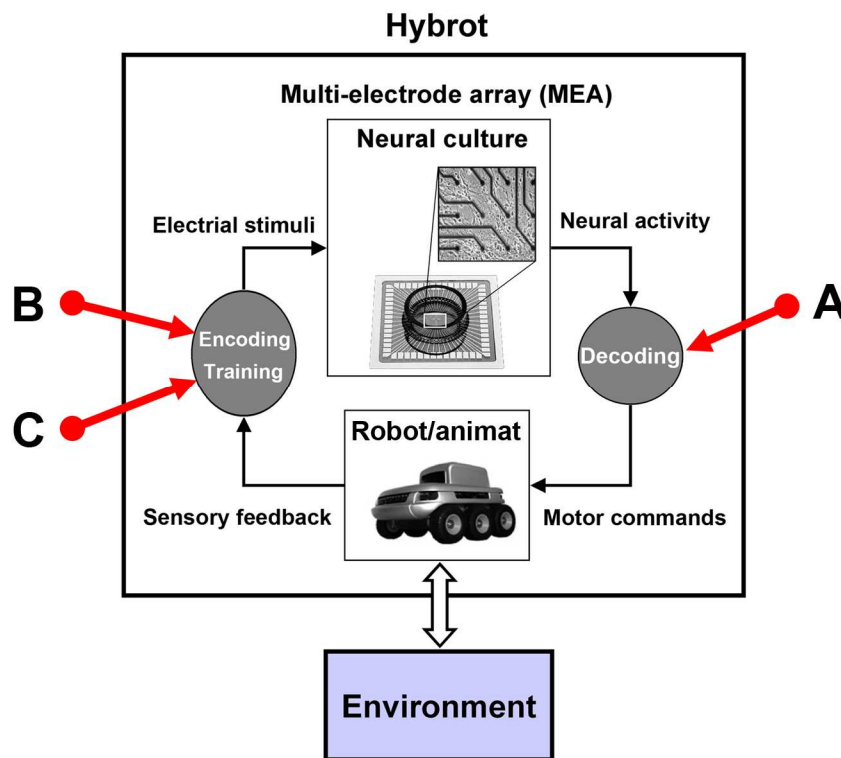 Hybrot
Multi-electrode array (MEA)
Neural culture
Electrial stimuli
Neural activity
B
A
Encoding
Training
Decoding
C
Robot/animat
Sensory feedback
Motor commands
Environment